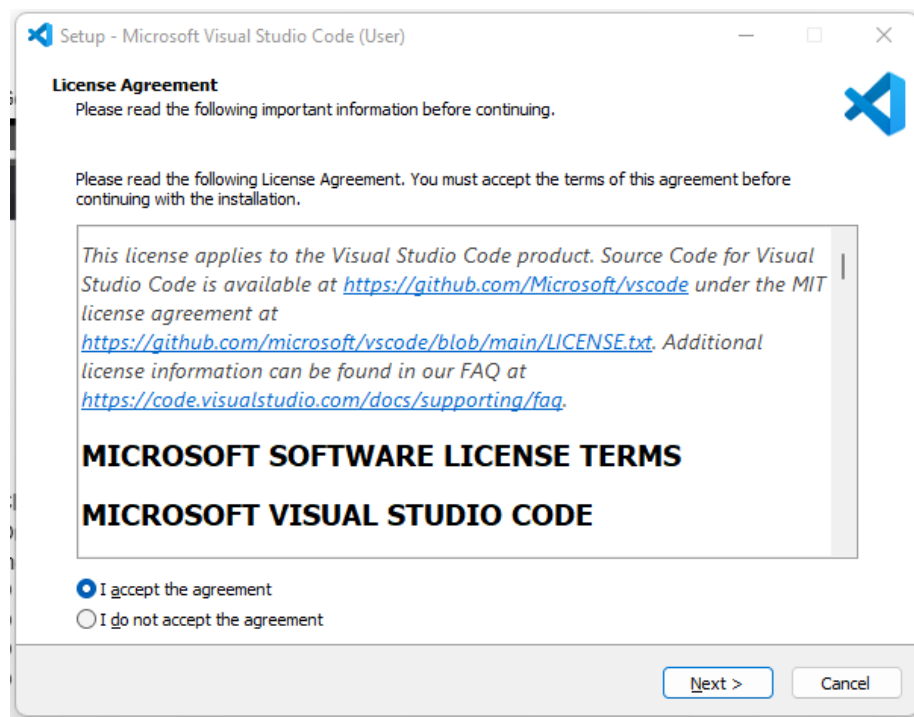 Setup - Microsoft Visual Studio Code (User)
License Agreement
Please read the following important information before continuing.
Please read the following License Agreement. You must accept the terms of this agreement before
continuing with the installation.
This license applies to the Visual Studio Code product. Source Code for Visual
Studio Code is available at https://github.com/Microsoft/vscode under the MIT
license agreement at
https://github.com/microsoft/vscode/blob/main/LICENSE.txt. Additional
license information can be found in our FAQ at
https://code.visualstudio.com/docs/supporting/faq.
MICROSOFT SOFTWARE LICENSE TERMS
MICROSOFT VISUAL STUDIO CODE
I accept the agreement
I do not accept the agreement
Next > Cancel